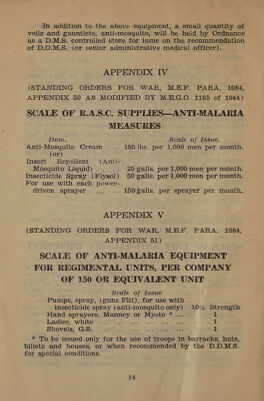 In addition to the above equipment, a small quantity of
veils and gauntlets, anti-mosquito, will be held by Ordnance
as a D.M.S. controlled store for issue on the recommendation
of D.D.M.S. (or senior administrative medical officer).
APPENDIX IV
(STANDING ORDERS FOR WAR, M.E.F. PARA. 1084,
APPENDIX 50 AS MODIFIED BY M.E.G.O. 1185 of 1944)
SCALE OF R.A.S.C. SUPPLIES—ANTI-MALARIA
MEASURES
Item. Scale of Issue.
Anti-Mosquito Cream ... 185 lbs. per 1,000 men per month.
(or)
Insect Repellent (Anti-
Mosquito Liquid) ... 25 galls. per 1,000 men per month.
Insecticide Spray (Flysol) 50 galls. per 1,000 men per month.
For use with each power-
driven sprayer ... 150 galls. per sprayer per month.
APPENDIX V
(STANDING ORDERS FOR WAR, M.E.F. PARA. 1084,
APPENDIX 51)
SCALE OF ANTI-MALARIA EQUIPMENT
FOR REGIMENTAL UNITS, PER COMPANY
OF 150 OR EQUIVALENT UNIT
Scale of Issue
Pumps, spray, (guns Flit), for use with
insecticide spray (anti-mosquito only) 10% Strength
Hand sprayers, Manney or Mysto * ... 1
Ladles, white ... 1
Shovels, G.S. ... 1
* To be issued only for the use of troops in barracks, huts,
billets and houses, or when recommended by the D.D.M.S.
for special conditions.
14